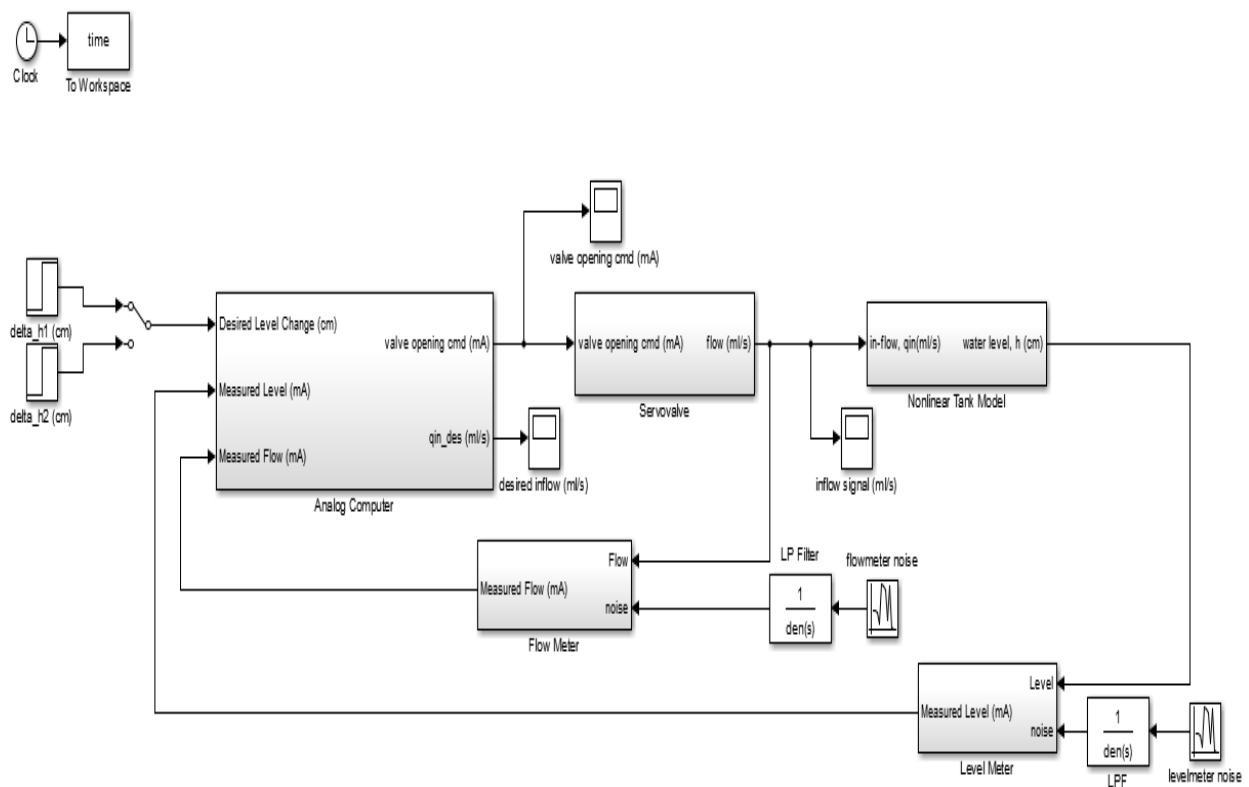 time
Clock
To Workspace
valve opening cmd (mA)
delta_h1 (cm)
delta_h2 (cm)
Desired Level Change (cm)
valve opening cmd (mA)
Measured Level (mA)
qin_des (ml/s)
Measured Flow (mA)
Analog Computer
desired inflow (ml/s)
valve opening cmd (mA)
flow (ml/s)
Servovalve
in-flow, qin(ml/s)
water level, h (cm)
Nonlinear Tank Model
inflow signal (ml/s)
Flow
Measured Flow (mA)
noise
Flow Meter
LP Filter
1
den(s)
flowmeter noise
Level
Measured Level (mA)
noise
Level Meter
1
den(s)
LPF
levelmeter noise